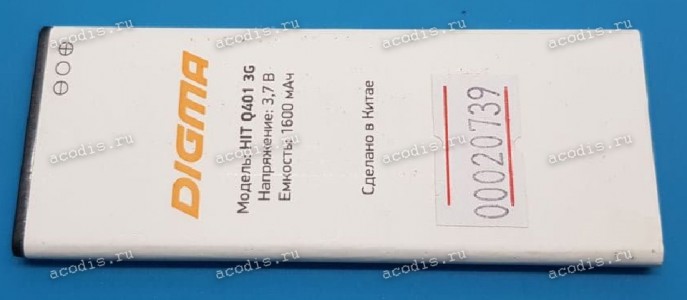 DIGMA
Модель: HIT Q401 3G
Напряжение: 3,7 В
Емкость: 1600 мАч
Сделано в Китае
00020739
acodis.ru